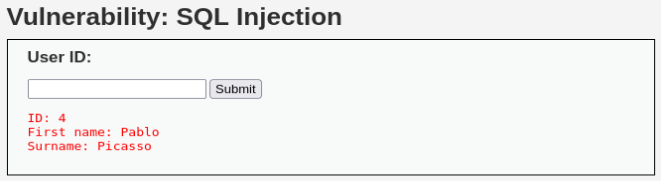 Vulnerability: SQL Injection
User ID:
Submit
ID: 4
First name: Pablo
Surname: Picasso